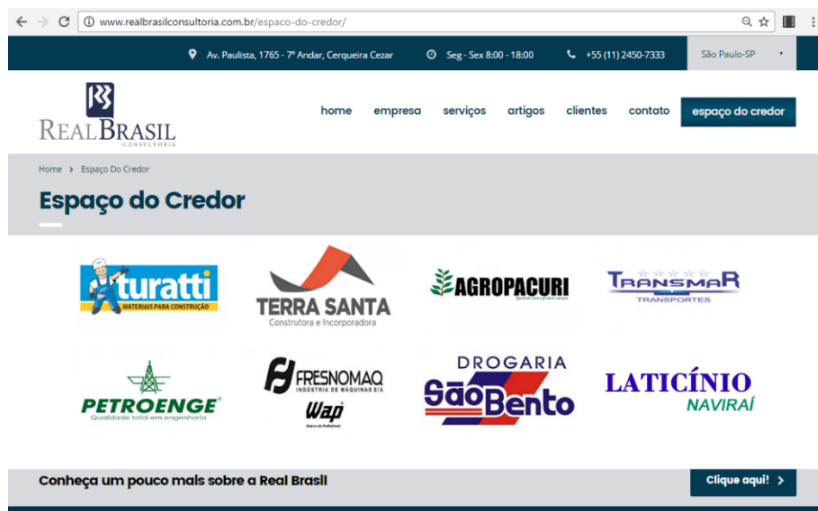 www.realbrasilconsultoria.com.br/espaco-do-credor/
Av. Paulista, 1765 - 7º Andar, Cerqueira Cezar
Seg - Sex 8:00 - 18:00
+55 (11) 2450-7333
São Paulo-SP
REALBRASIL
CONSULTORIA
home empresa serviços artigos clientes contato espaço do credor
Home > Espaço Do Credor
Espaço do Credor
turatti
MATERIAIS PARA CONSTRUÇÃO
TERRA SANTA
Construtora e Incorporadora
AGROPACURI
TRANSMAR
TRANSPORTES
PETROENGE
Qualidade total em engenharia
FRESNOMAQ
INDÚSTRIA DE MÁQUINAS S/A
Wap
DROGARIA
São Bento
LATICÍNIO
NAVIRAÍ
Conheça um pouco mais sobre a Real Brasil
Clique aqui! >